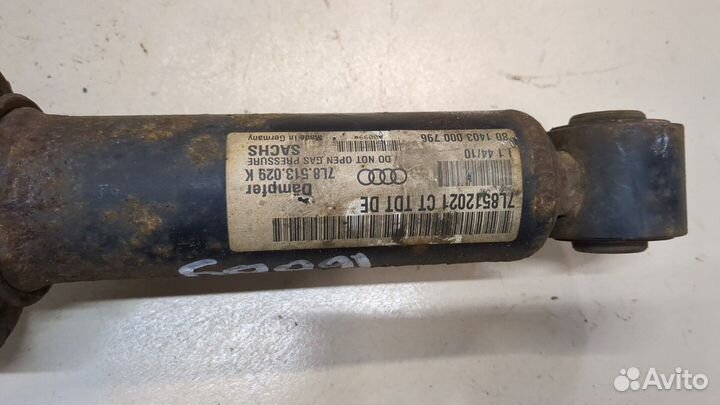 7L8512021 CT TDT DE
Dämpfer
7L8.513.029 K
DO NOT OPEN GAS PRESSURE
SACHS
Made in Germany
L1 44/10
80 1403 000 796
Avito